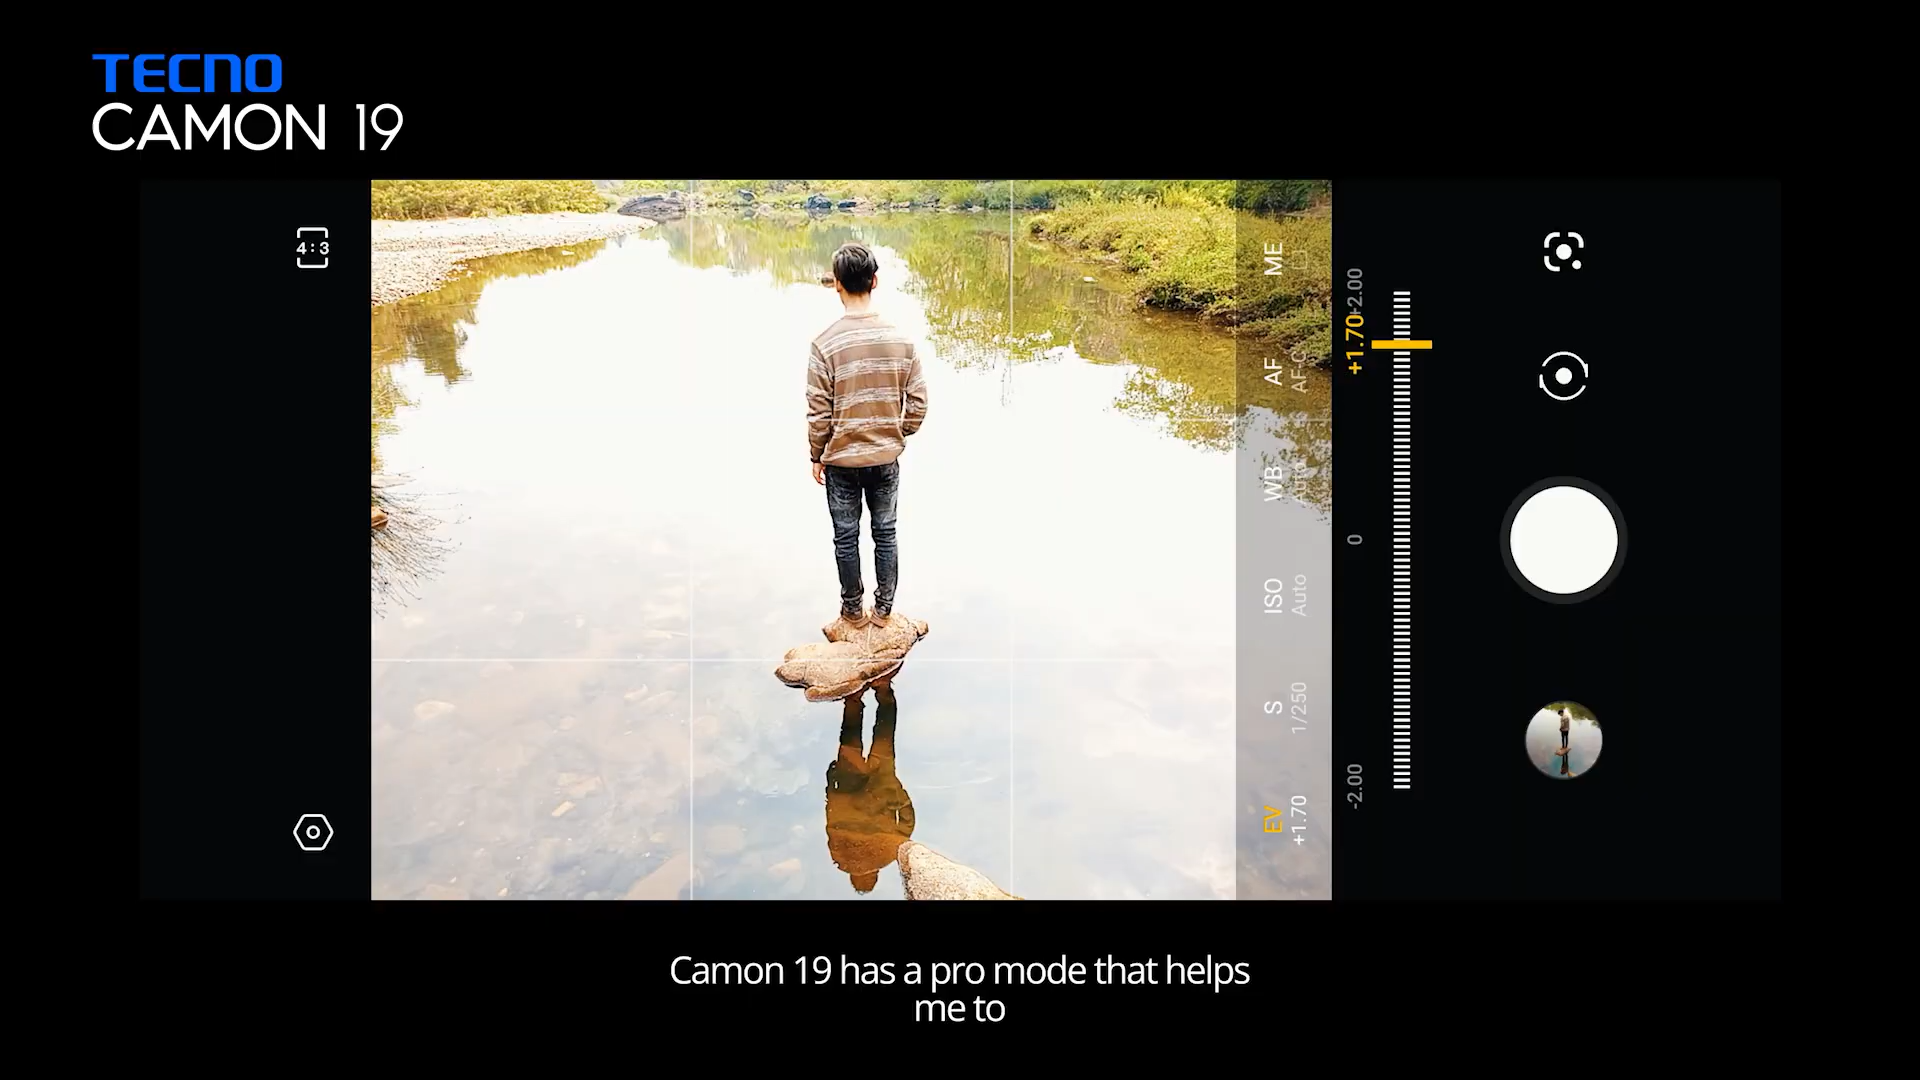 TECNO
CAMON 19
4:3
ME
AF
AF-C
WB
Auto
ISO
Auto
S
1/250
EV
+1.70
+2.00
+1.70
0
-2.00
Camon 19 has a pro mode that helps
me to